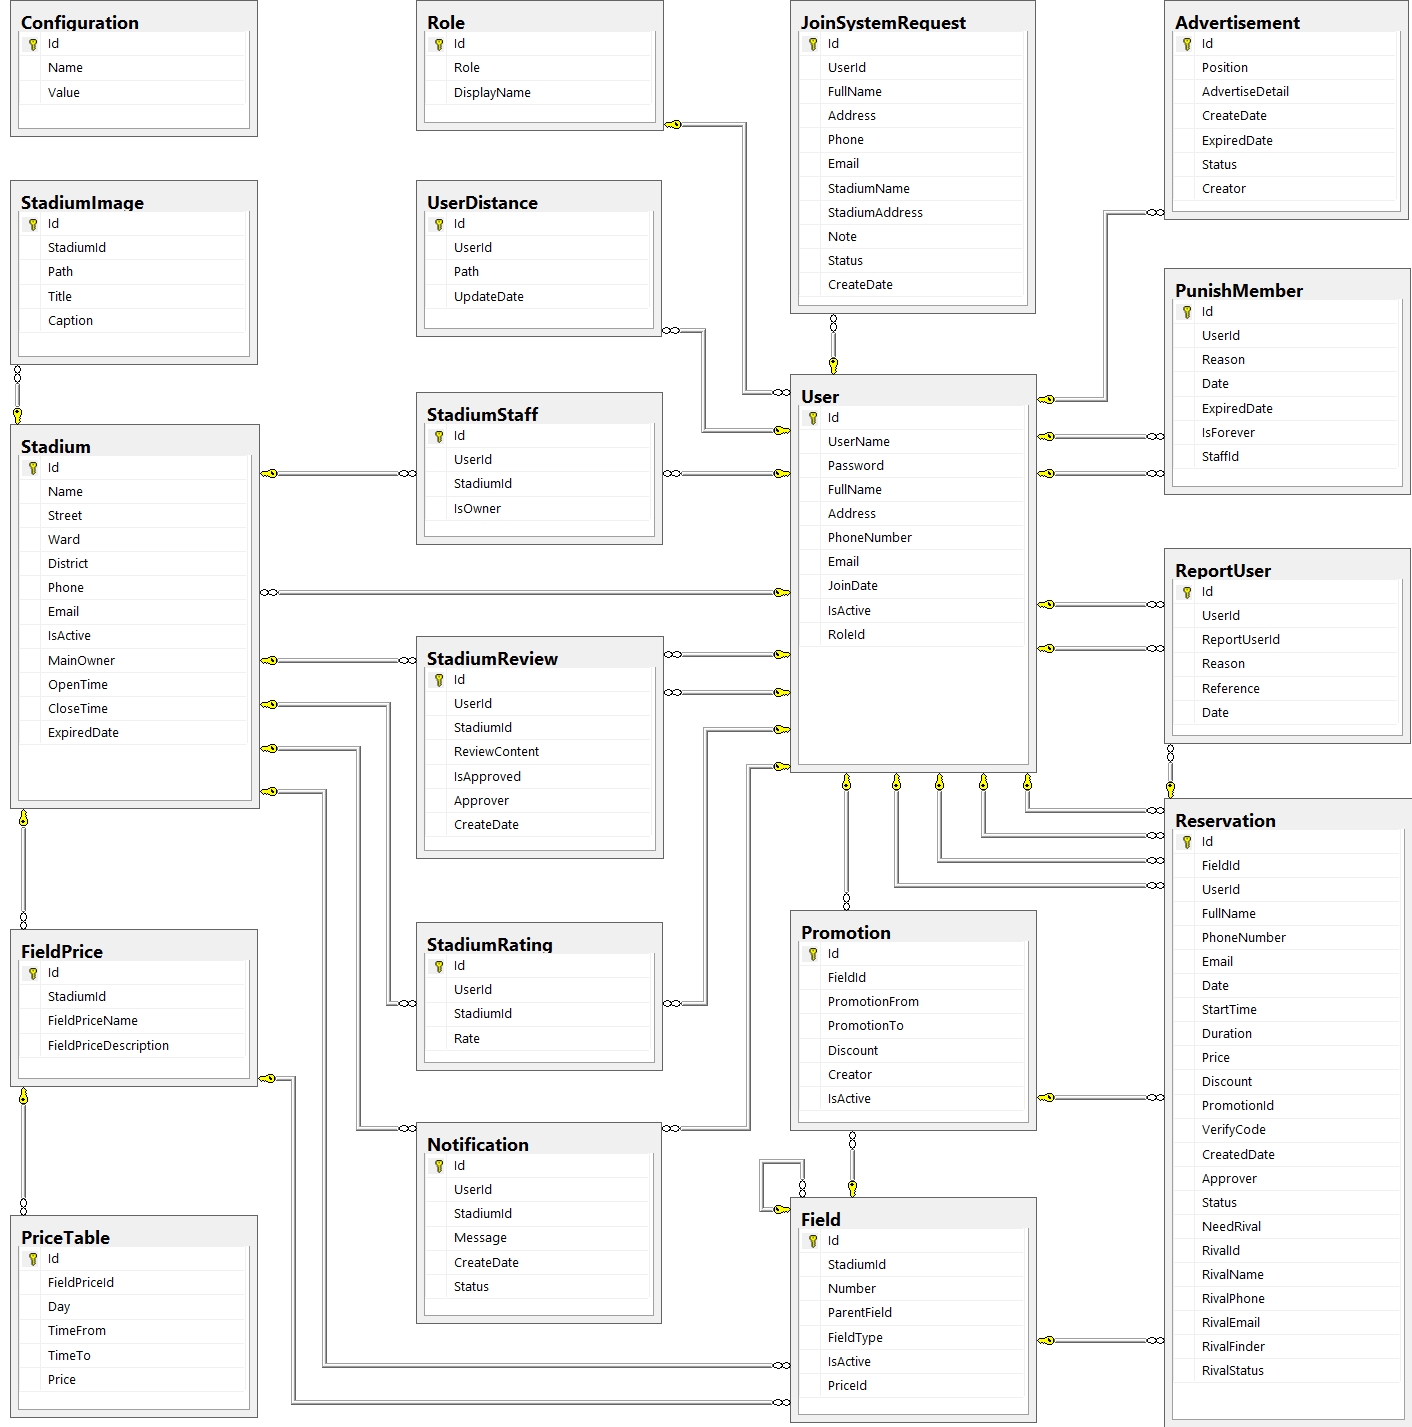 Configuration
Id
Name
Value
Role
Id
Role
DisplayName
JoinSystemRequest
Id
UserId
FullName
Address
Phone
Email
StadiumName
StadiumAddress
Note
Status
CreateDate
Advertisement
Id
Position
AdvertiseDetail
CreateDate
ExpiredDate
Status
Creator
StadiumImage
Id
StadiumId
Path
Title
Caption
UserDistance
Id
UserId
Path
UpdateDate
PunishMember
Id
UserId
Reason
Date
ExpiredDate
IsForever
StaffId
Stadium
Id
Name
Street
Ward
District
Phone
Email
IsActive
MainOwner
OpenTime
CloseTime
ExpiredDate
StadiumStaff
Id
UserId
StadiumId
IsOwner
User
Id
UserName
Password
FullName
Address
PhoneNumber
Email
JoinDate
IsActive
RoleId
ReportUser
Id
UserId
ReportUserId
Reason
Reference
Date
StadiumReview
Id
UserId
StadiumId
ReviewContent
IsApproved
Approver
CreateDate
Reservation
Id
FieldId
UserId
FullName
PhoneNumber
Email
Date
StartTime
Duration
Price
Discount
PromotionId
VerifyCode
CreatedDate
Approver
Status
NeedRival
RivalId
RivalName
RivalPhone
RivalEmail
RivalFinder
RivalStatus
FieldPrice
Id
StadiumId
FieldPriceName
FieldPriceDescription
StadiumRating
Id
UserId
StadiumId
Rate
Promotion
Id
FieldId
PromotionFrom
PromotionTo
Discount
Creator
IsActive
Notification
Id
UserId
StadiumId
Message
CreateDate
Status
PriceTable
Id
FieldPriceId
Day
TimeFrom
TimeTo
Price
Field
Id
StadiumId
Number
ParentField
FieldType
IsActive
PriceId